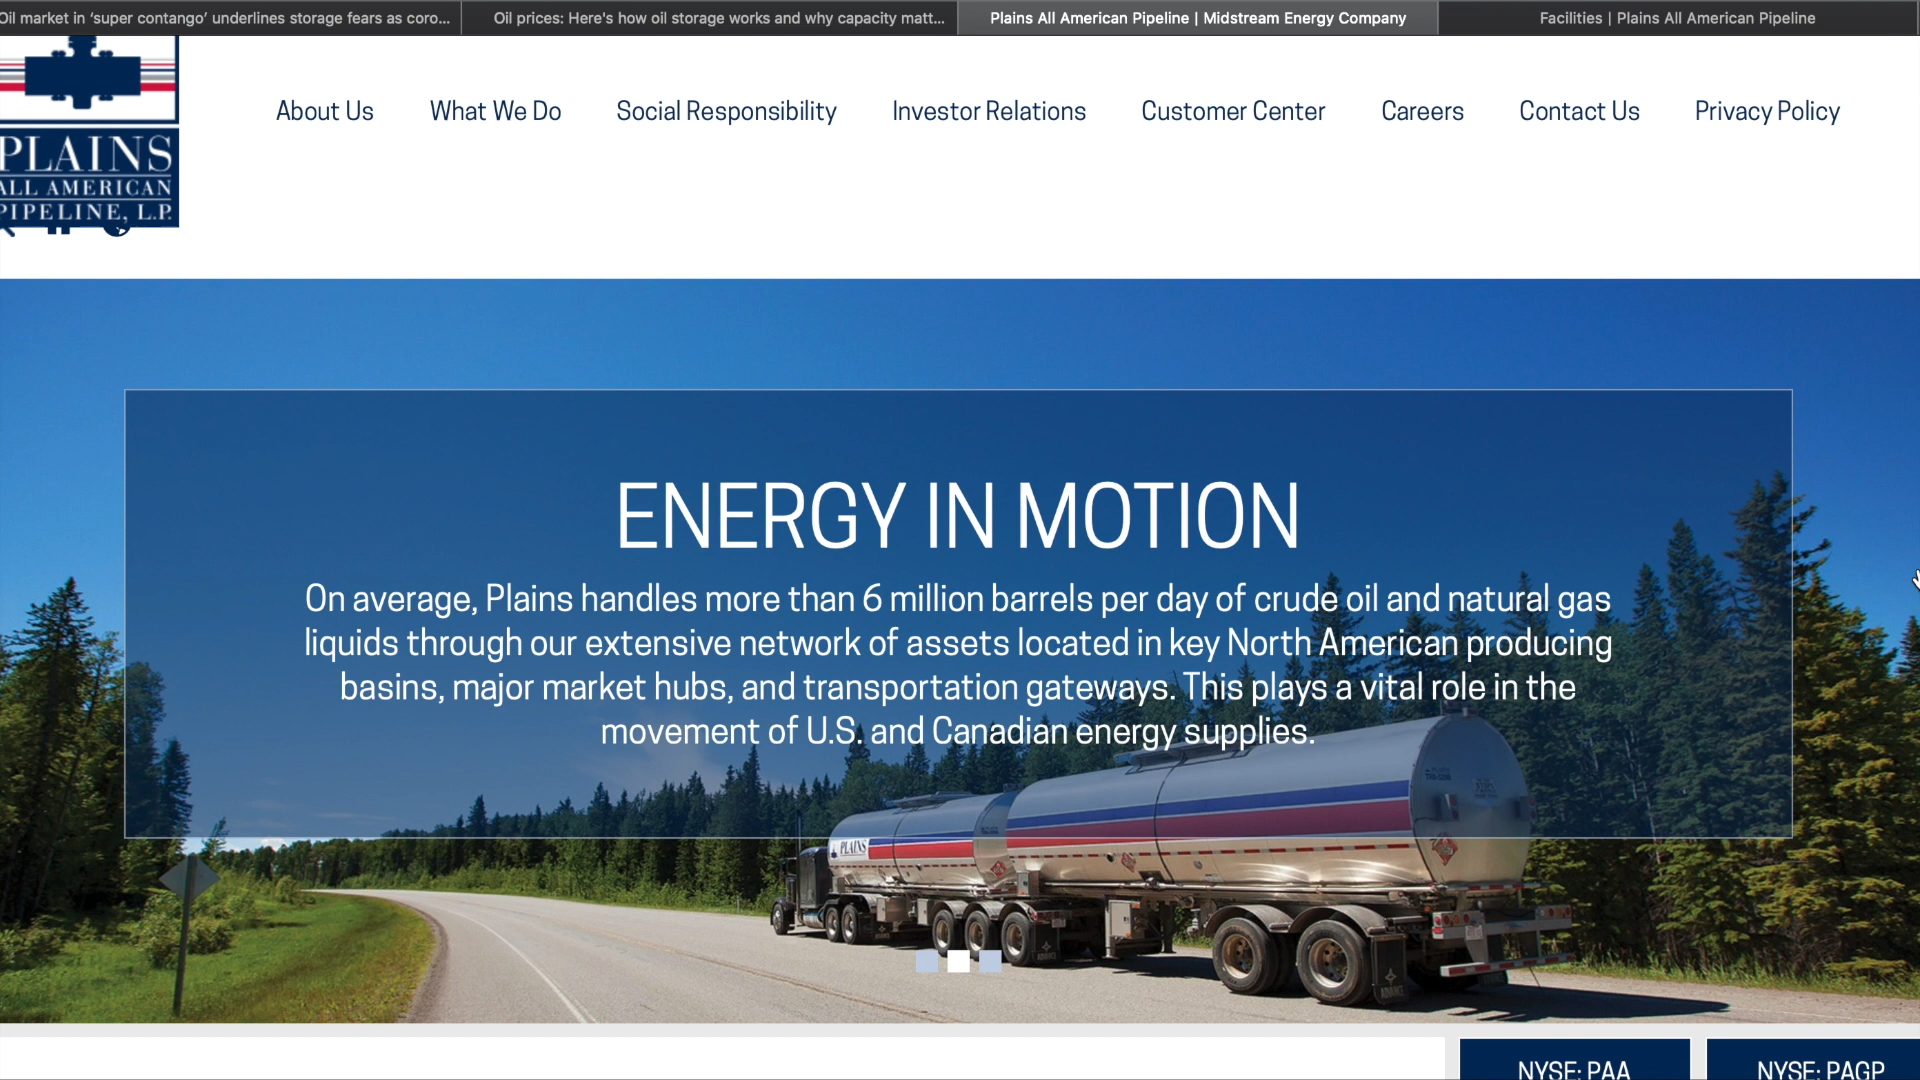 Oil market in ‘super contango’ underlines storage fears as coro...
Oil prices: Here's how oil storage works and why capacity matt...
Plains All American Pipeline | Midstream Energy Company
Facilities | Plains All American Pipeline
PLAINS
ALL AMERICAN
PIPELINE, L.P.
About Us
What We Do
Social Responsibility
Investor Relations
Customer Center
Careers
Contact Us
Privacy Policy
ENERGY IN MOTION
On average, Plains handles more than 6 million barrels per day of crude oil and natural gas
liquids through our extensive network of assets located in key North American producing
basins, major market hubs, and transportation gateways. This plays a vital role in the
movement of U.S. and Canadian energy supplies.
PLAINS
NYSE: PAA
NYSE: PAGP